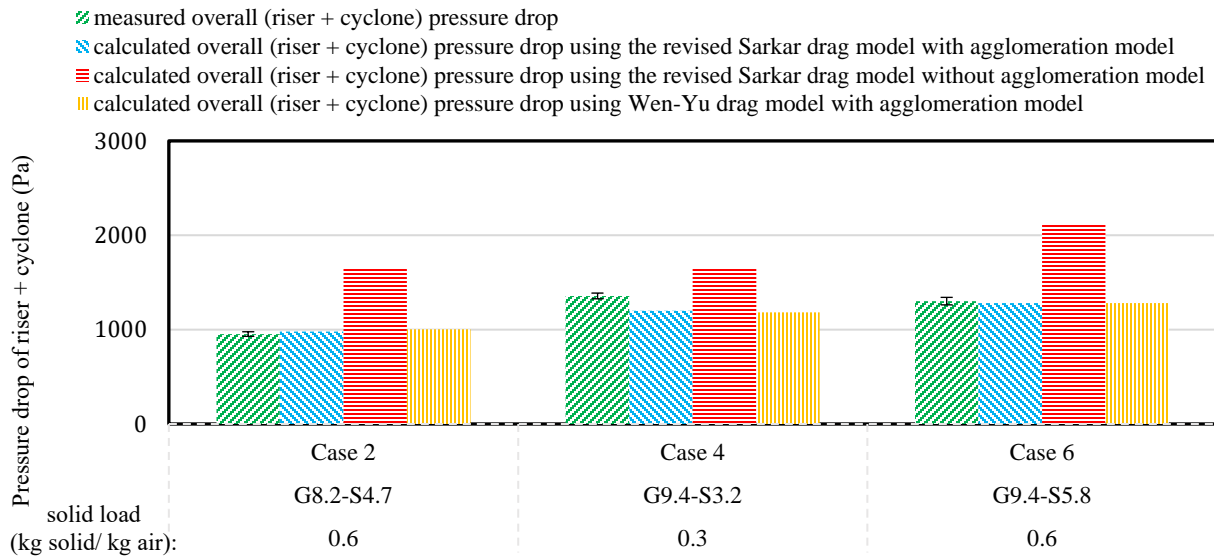 measured overall (riser + cyclone) pressure drop
calculated overall (riser + cyclone) pressure drop using the revised Sarkar drag model with agglomeration model
calculated overall (riser + cyclone) pressure drop using the revised Sarkar drag model without agglomeration model
calculated overall (riser + cyclone) pressure drop using Wen-Yu drag model with agglomeration model
Pressure drop of riser + cyclone (Pa)
3000
2000
1000
0
Case 2 Case 4 Case 6
G8.2-S4.7 G9.4-S3.2 G9.4-S5.8
solid load
(kg solid/ kg air): 0.6 0.3 0.6